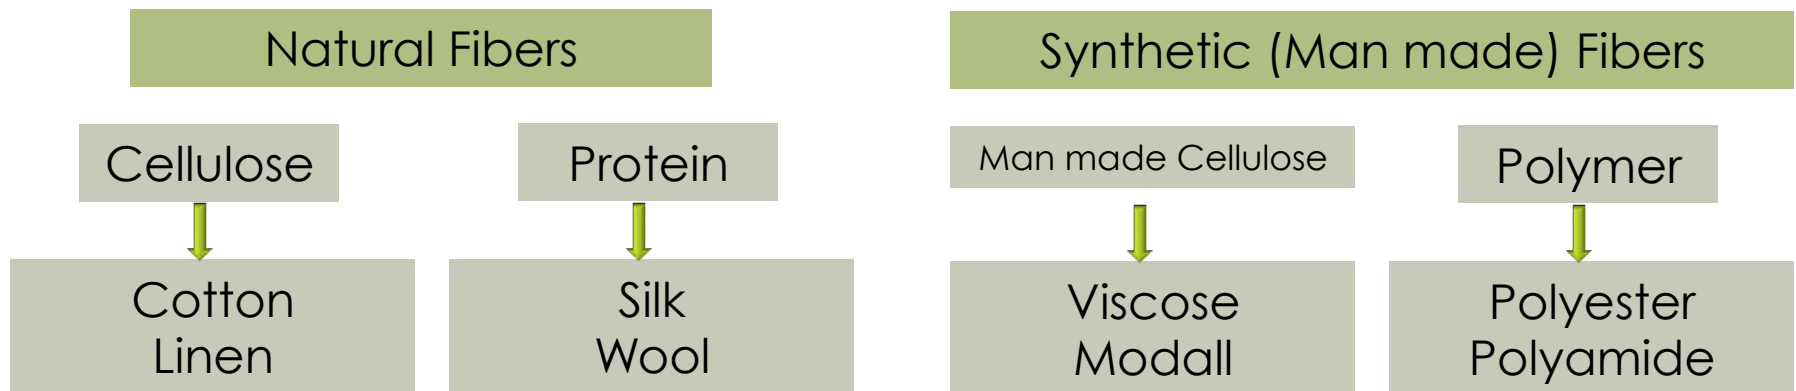 Natural Fibers
Synthetic (Man made) Fibers
Cellulose
Protein
Man made Cellulose
Polymer
Cotton
Linen
Silk
Wool
Viscose
Modall
Polyester
Polyamide